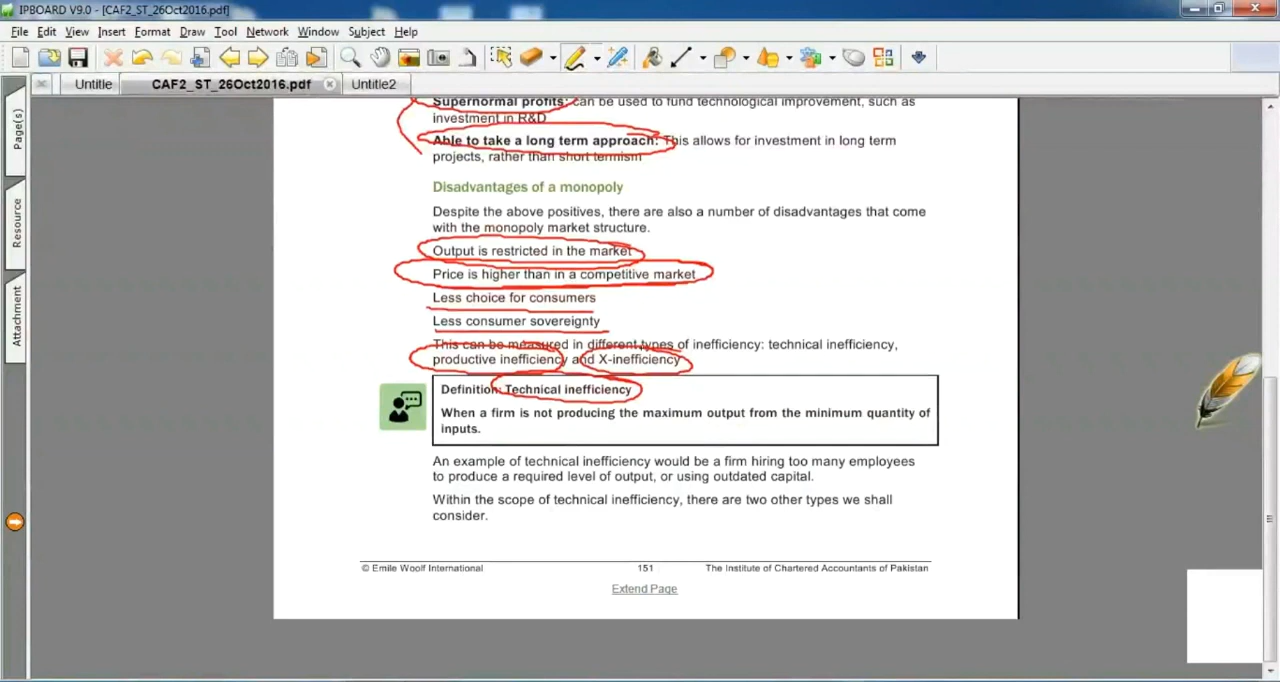 IPBOARD V9.0 - [CAF2_ST_26Oct2016.pdf]
File Edit View Insert Format Draw Tool Network Window Subject Help
Untitle CAF2_ST_26Oct2016.pdf Untitle2
Page(s)
Resource
Attachment
Supernormal profits: can be used to fund technological improvement, such as
investment in R&D
Able to take a long term approach: This allows for investment in long term
projects, rather than short termism
Disadvantages of a monopoly
Despite the above positives, there are also a number of disadvantages that come
with the monopoly market structure.
Output is restricted in the market
Price is higher than in a competitive market
Less choice for consumers
Less consumer sovereignty
This can be measured in different types of inefficiency: technical inefficiency,
productive inefficiency and X-inefficiency
Definition: Technical inefficiency
When a firm is not producing the maximum output from the minimum quantity of
inputs.
An example of technical inefficiency would be a firm hiring too many employees
to produce a required level of output, or using outdated capital.
Within the scope of technical inefficiency, there are two other types we shall
consider.
© Emile Woolf International 151 The Institute of Chartered Accountants of Pakistan
Extend Page